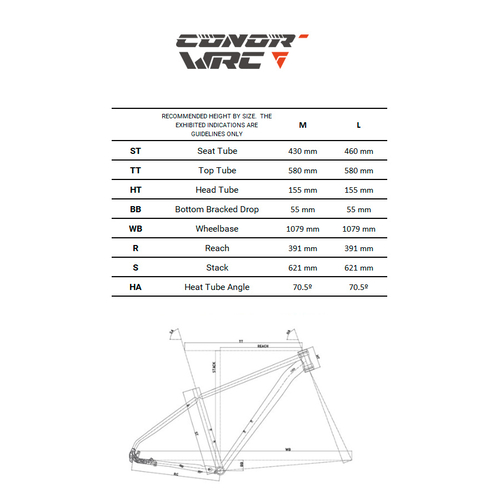 CONOR
WRC
RECOMMENDED HEIGHT BY SIZE. THE
EXHIBITED INDICATIONS ARE
GUIDELINES ONLY
M L
ST Seat Tube 430 mm 460 mm
TT Top Tube 580 mm 580 mm
HT Head Tube 155 mm 155 mm
BB Bottom Bracked Drop 55 mm 55 mm
WB Wheelbase 1079 mm 1079 mm
R Reach 391 mm 391 mm
S Stack 621 mm 621 mm
HA Heat Tube Angle 70.5º 70.5º
TT
REACH
STACK
HT
ST
WB
BB